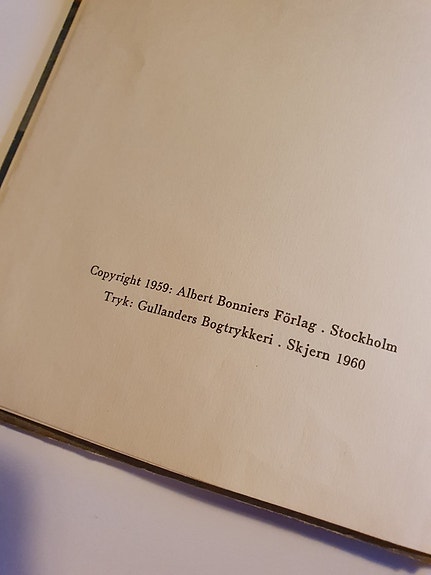 Copyright 1959: Albert Bonniers Förlag . Stockholm
Tryk: Gullanders Bogtrykkeri . Skjern 1960